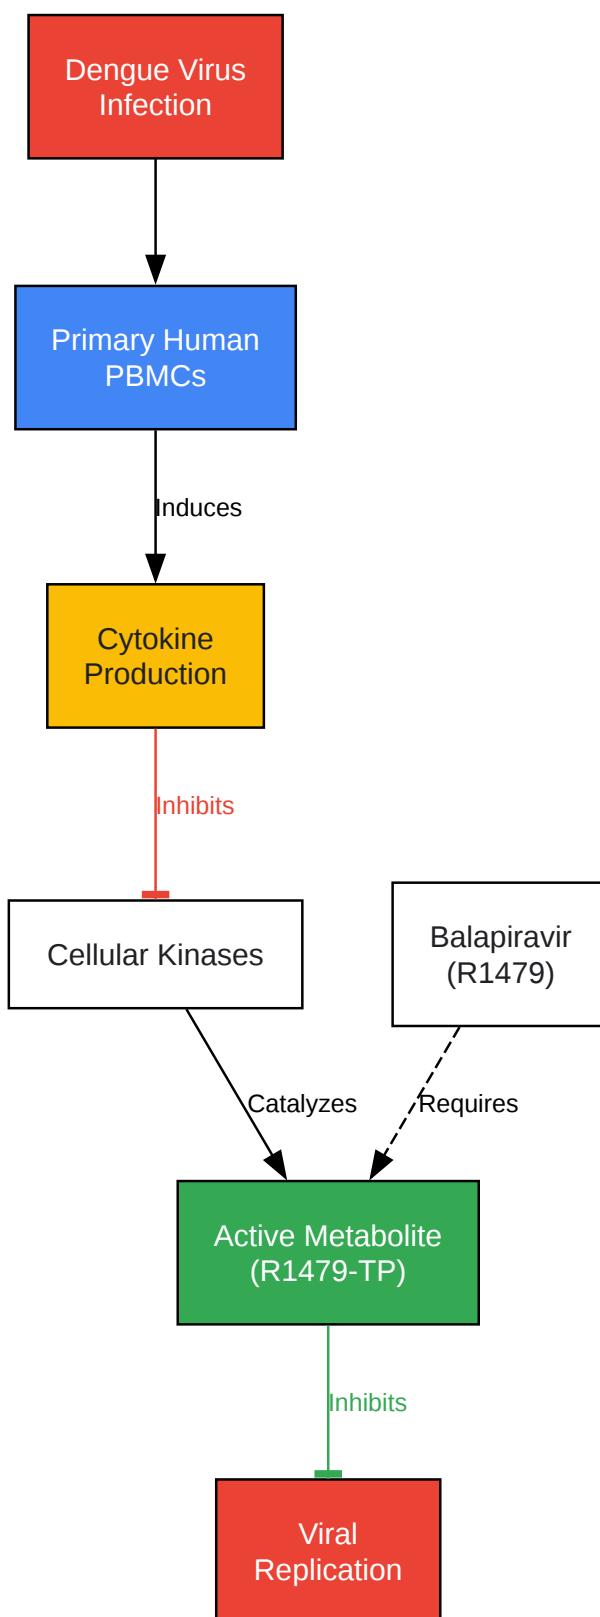 Dengue Virus
Infection
Primary Human
PBMCs
Induces
Cytokine
Production
Inhibits
Cellular Kinases
Balapiravir
(R1479)
Catalyzes
Requires
Active Metabolite
(R1479-TP)
Inhibits
Viral
Replication